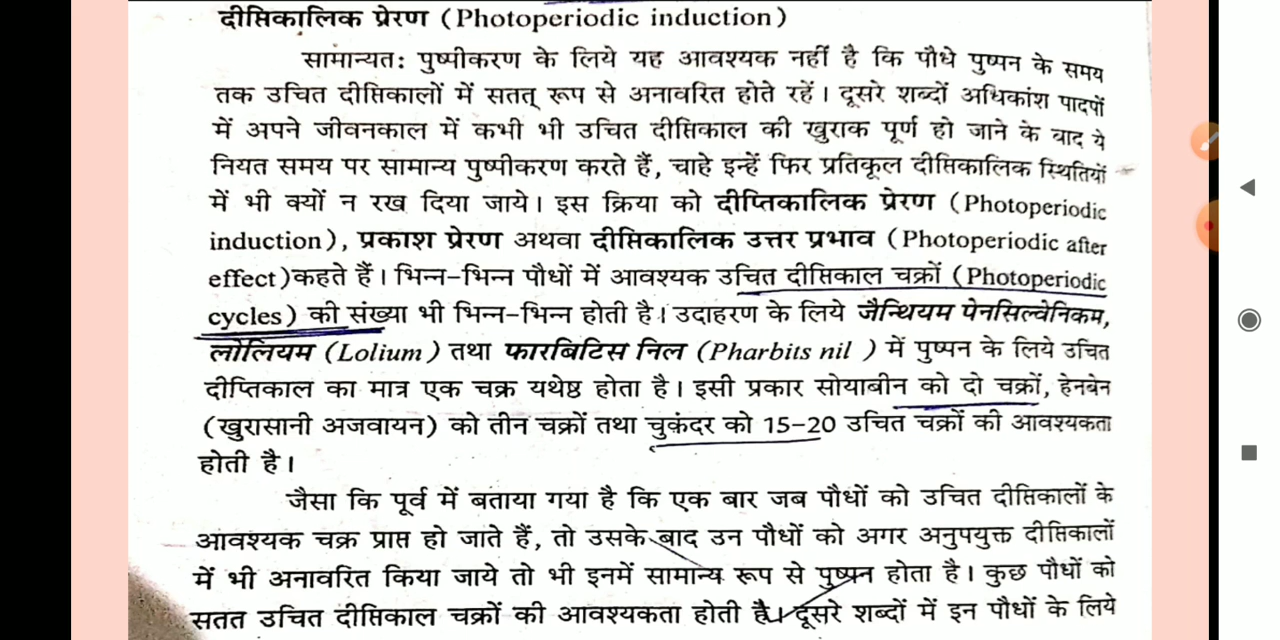 दीप्तिकालिक प्रेरण (Photoperiodic induction)
सामान्यत: पुष्पीकरण के लिये यह आवश्यक नहीं है कि पौधे पुष्पन के समय
तक उचित दीप्तिकालों में सतत् रूप से अनावरित होते रहें। दूसरे शब्दों अधिकांश पादपों
में अपने जीवनकाल में कभी भी उचित दीप्तिकाल की खुराक पूर्ण हो जाने के बाद ये
नियत समय पर सामान्य पुष्पीकरण करते हैं, चाहे इन्हें फिर प्रतिकूल दीप्तिकालिक स्थितियों
में भी क्यों न रख दिया जाये। इस क्रिया को दीप्तिकालिक प्रेरण (Photoperiodic
induction), प्रकाश प्रेरण अथवा दीप्तिकालिक उत्तर प्रभाव (Photoperiodic after
effect) कहते हैं। भिन्न-भिन्न पौधों में आवश्यक उचित दीप्तिकाल चक्रों (Photoperiodic
cycles) की संख्या भी भिन्न-भिन्न होती है। उदाहरण के लिये जैन्थियम पेनसिल्वेनिकम,
लोलियम (Lolium) तथा फारबिटिस निल (Pharbits nil ) में पुष्पन के लिये उचित
दीप्तिकाल का मात्र एक चक्र यथेष्ठ होता है। इसी प्रकार सोयाबीन को दो चक्रों, हेनबेन
(खुरासानी अजवायन) को तीन चक्रों तथा चुकंदर को 15-20 उचित चक्रों की आवश्यकता
होती है।
जैसा कि पूर्व में बताया गया है कि एक बार जब पौधों को उचित दीप्तिकालों के
आवश्यक चक्र प्राप्त हो जाते हैं, तो उसके बाद उन पौधों को अगर अनुपयुक्त दीप्तिकालों
में भी अनावरित किया जाये तो भी इनमें सामान्य रूप से पुष्पन होता है। कुछ पौधों को
सतत उचित दीप्तिकाल चक्रों की आवश्यकता होती है। दूसरे शब्दों में इन पौधों के लिये